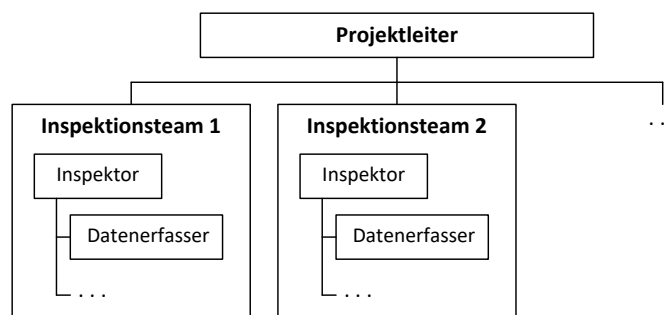 Projektleiter
Inspektionsteam 1
Inspektionsteam 2
. .
Inspektor
Inspektor
Datenerfasser
Datenerfasser
. . .
. . .